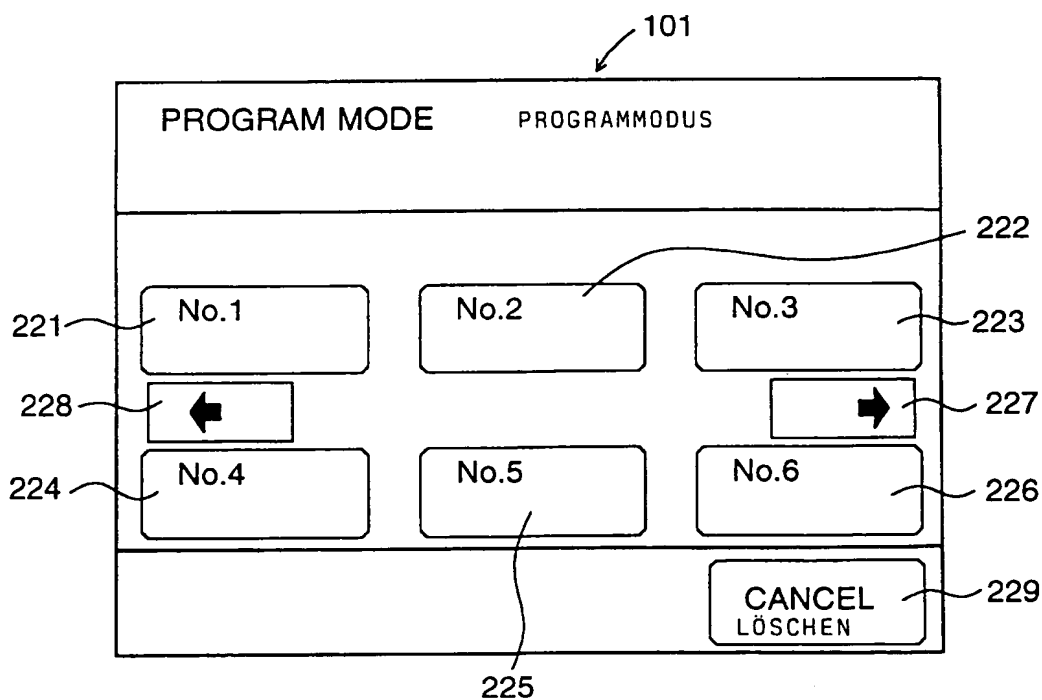 101
PROGRAM MODE PROGRAMMODUS
222
221 No.1 No.2 No.3 223
228 227
224 No.4 No.5 No.6 226
CANCEL 229
LÖSCHEN
225